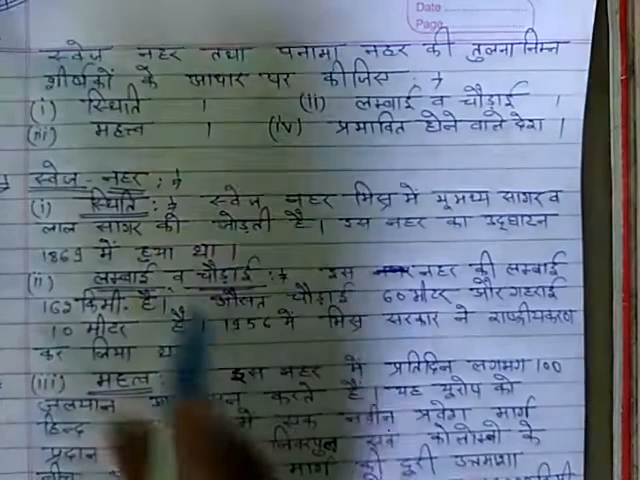 Date
Page
स्वेज नहर तथा पनामा नहर की तुलना निम्न
शीर्षकों के आधार पर कीजिए :→
(i) स्थिति । (ii) लम्बाई व चौड़ाई ।
(iii) महत्व । (iv) प्रभावित होने वाले देश ।
स्वेज - नहर :→
(i) स्थिति :→ स्वेज नहर मिस्र में भूमध्य सागर व
लाल सागर को जोड़ती है। इस नहर का उद्घाटन
1869 में हुआ था ।
(ii) लम्बाई व चौड़ाई :→ इस नहर की लम्बाई
162 किमी. है। औसत चौड़ाई 60 मीटर और गहराई
10 मीटर है। 1956 में मिस्र सरकार ने राष्ट्रीयकरण
कर लिया
(iii) महत्व इस नहर में प्रतिदिन लगभग 100
जलयान करते हैं। यह यूरोप को
हिन्द में एक नवीन प्रवेश मार्ग
प्रदान एवं कोलम्बो के
मार्ग की दूरी उत्तमाशा